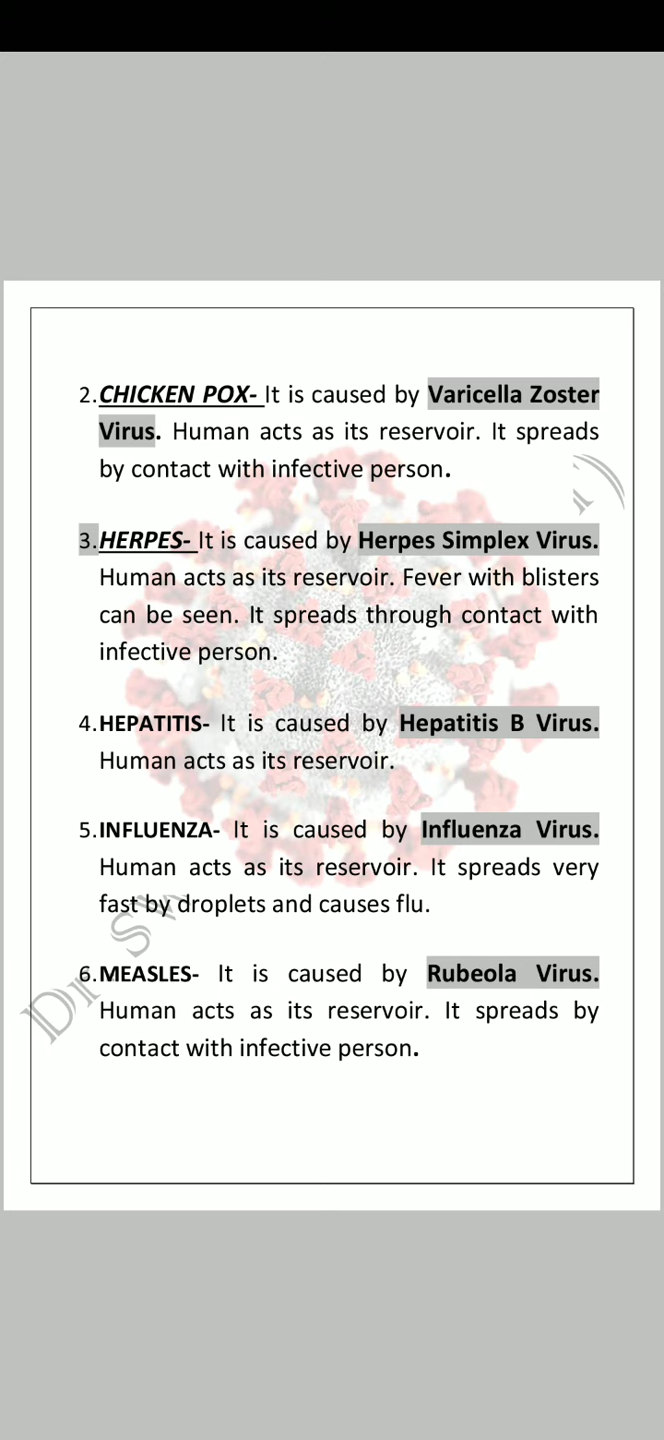 2.CHICKEN POX- It is caused by Varicella Zoster
Virus. Human acts as its reservoir. It spreads
by contact with infective person.
3.HERPES- It is caused by Herpes Simplex Virus.
Human acts as its reservoir. Fever with blisters
can be seen. It spreads through contact with
infective person.
4.HEPATITIS- It is caused by Hepatitis B Virus.
Human acts as its reservoir.
5.INFLUENZA- It is caused by Influenza Virus.
Human acts as its reservoir. It spreads very
fast by droplets and causes flu.
6.MEASLES- It is caused by Rubeola Virus.
Human acts as its reservoir. It spreads by
contact with infective person.
Dr